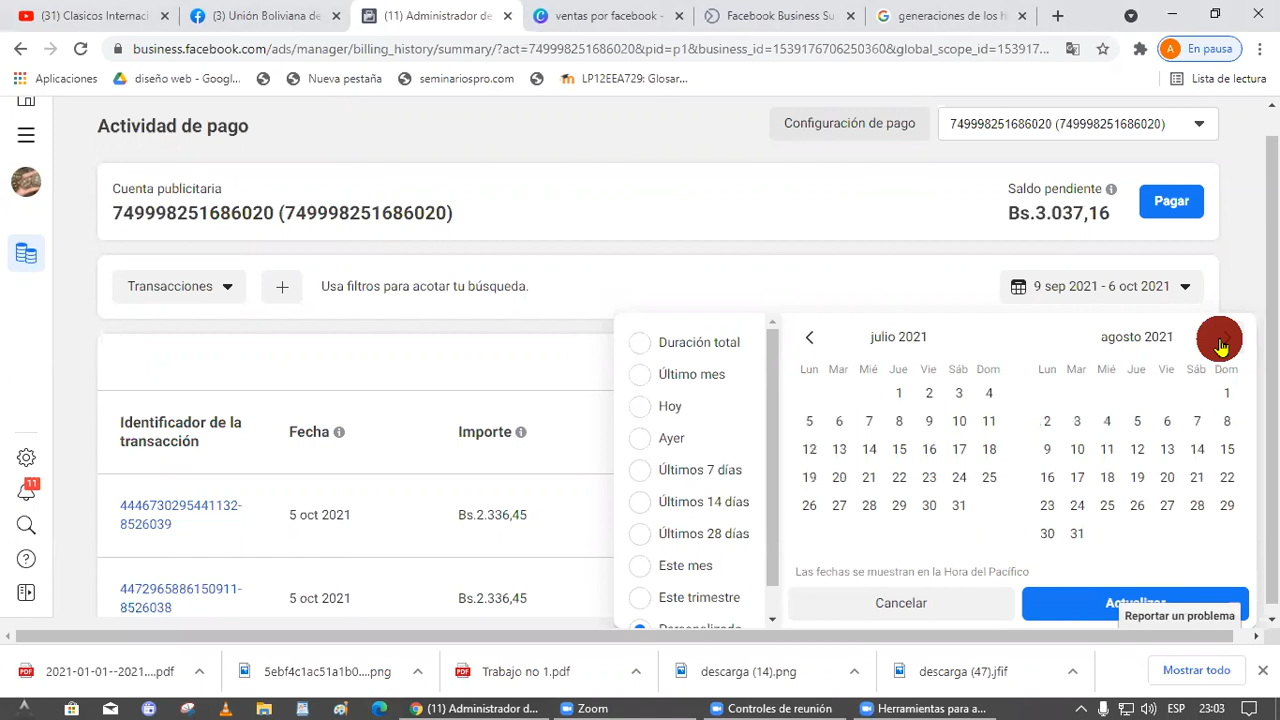 (31) Clasicos Internaci
(3) Unión Boliviana de
(11) Administrador de
ventas por facebook -
Facebook Business Su
generaciones de los h
business.facebook.com/ads/manager/billing_history/summary/?act=749998251686020&pid=p1&business_id=1539176706250360&global_scope_id=153917...
A En pausa
Aplicaciones
diseño web - Googl...
Nueva pestaña
seminariospro.com
LP12EEA729: Glosar...
Lista de lectura
Actividad de pago
Configuración de pago
749998251686020 (749998251686020)
Cuenta publicitaria
749998251686020 (749998251686020)
Saldo pendiente
Bs.3.037,16
Pagar
Transacciones
Usa filtros para acotar tu búsqueda.
9 sep 2021 - 6 oct 2021
Identificador de la
transacción
Fecha
Importe
4446730295441132-
8526039
5 oct 2021
Bs.2.336,45
4472965886150911-
8526038
5 oct 2021
Bs.2.336,45
Duración total
Último mes
Hoy
Ayer
Últimos 7 días
Últimos 14 días
Últimos 28 días
Este mes
Este trimestre
Personalizado
julio 2021
Lun Mar Mié Jue Vie Sáb Dom
1 2 3 4
5 6 7 8 9 10 11
12 13 14 15 16 17 18
19 20 21 22 23 24 25
26 27 28 29 30 31
agosto 2021
Lun Mar Mié Jue Vie Sáb Dom
1
2 3 4 5 6 7 8
9 10 11 12 13 14 15
16 17 18 19 20 21 22
23 24 25 26 27 28 29
30 31
Las fechas se muestran en la Hora del Pacífico
Cancelar
Actualizar
Reportar un problema
11
2021-01-01--2021....pdf
5ebf4c1ac51a1b0....png
Trabajo no 1.pdf
descarga (14).png
descarga (47).jfif
Mostrar todo
(11) Administrador d...
Zoom
Controles de reunión
Herramientas para a...
ESP
23:03